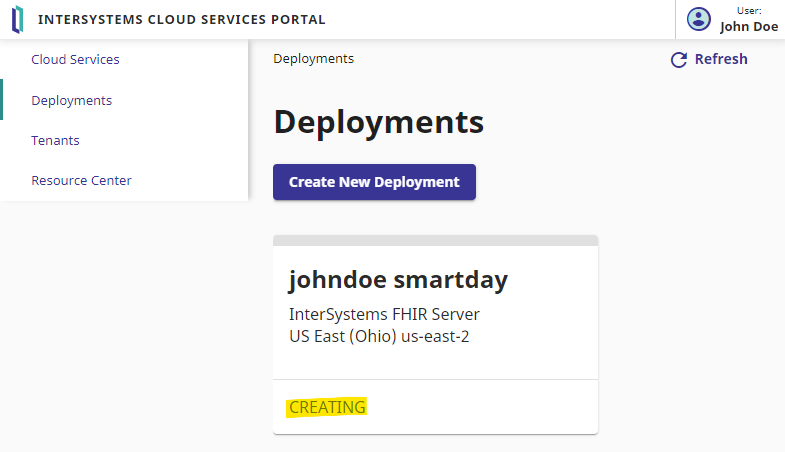 INTERSYSTEMS CLOUD SERVICES PORTAL
User:
John Doe
Cloud Services
Deployments
Tenants
Resource Center
Deployments
Refresh
Deployments
Create New Deployment
johndoe smartday
InterSystems FHIR Server
US East (Ohio) us-east-2
CREATING